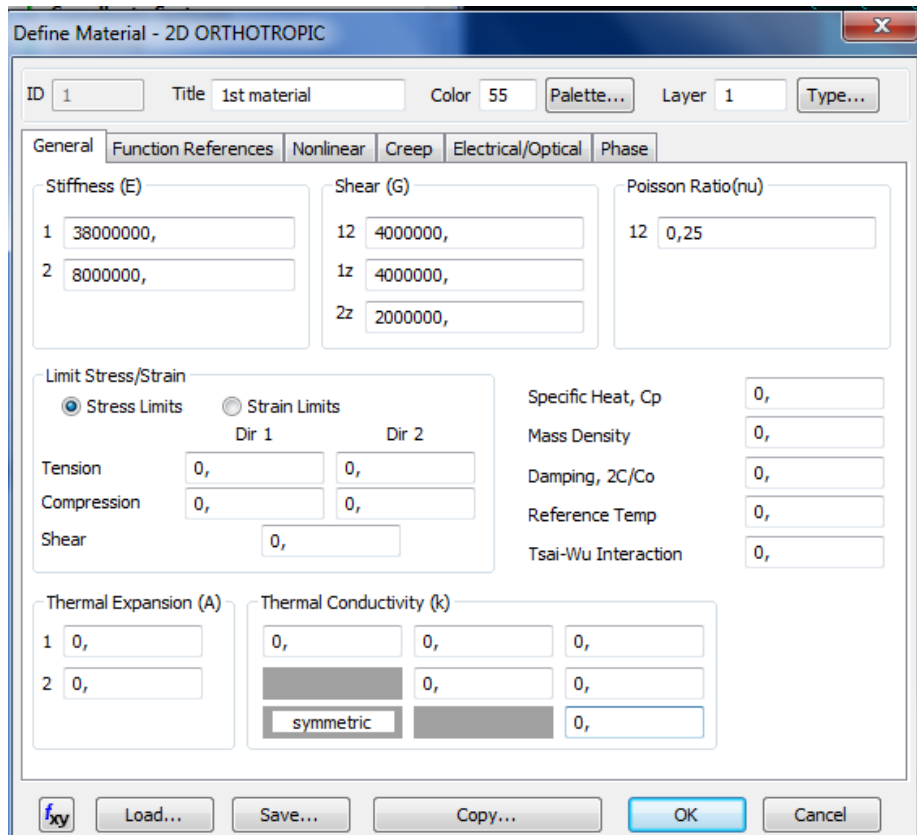 Define Material - 2D ORTHOTROPIC
ID 1 Title 1st material Color 55 Palette... Layer 1 Type...
General Function References Nonlinear Creep Electrical/Optical Phase
Stiffness (E) Shear (G) Poisson Ratio(nu)
1 38000000, 12 4000000, 12 0,25
2 8000000, 1z 4000000,
2z 2000000,
Limit Stress/Strain
Stress Limits Strain Limits
Dir 1 Dir 2
Tension 0, 0,
Compression 0, 0,
Shear 0,
Specific Heat, Cp 0,
Mass Density 0,
Damping, 2C/Co 0,
Reference Temp 0,
Tsai-Wu Interaction 0,
Thermal Expansion (A) Thermal Conductivity (k)
1 0, 0, 0, 0,
2 0, 0, 0,
symmetric 0,
fxy Load... Save... Copy... OK Cancel